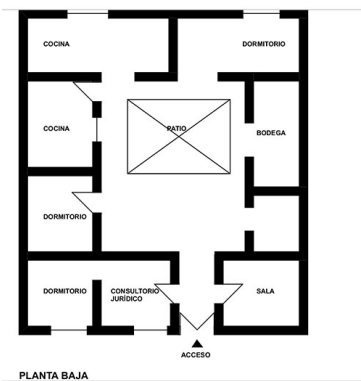 COCINA
DORMITORIO
COCINA
PATIO
BODEGA
DORMITORIO
DORMITORIO
CONSULTORIO
JURÍDICO
SALA
ACCESO
PLANTA BAJA